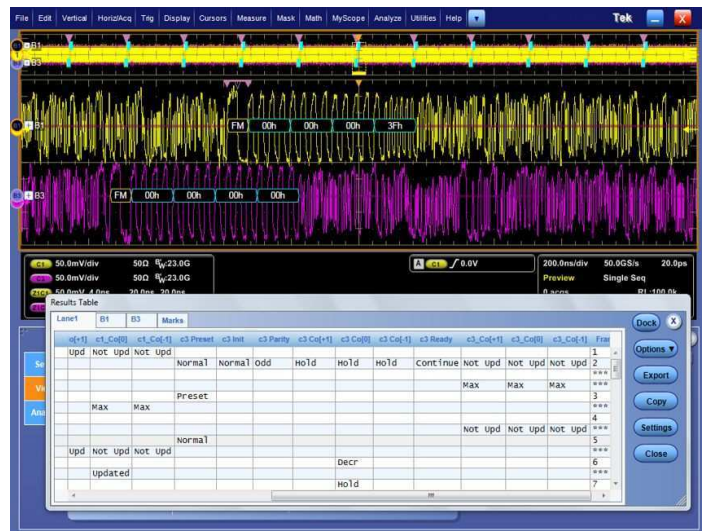 File Edit Vertical Horiz/Acq Trig Display Cursors Measure Mask Math MyScope Analyze Utilities Help Tek X
B1
B3
B1 FM 00h 00h 00h 3Fh
B3 FM 00h 00h 00h 00h
C1 50.0mV/div 50Ω BW:23.0G A C1 0.0V 200.0ns/div 50.0GS/s 20.0ps
50.0mV/div 50Ω BW:23.0G Preview Single Seq
Z1C1 50.0mV 4.0ns 20.0ns 30.0ns 0 acqs RL:100.0k
Results Table
Lane1 B1 B3 Marks Dock X
o[+1] c1_Co[0] c1_Co[-1] c3 Preset c3 Init c3 Parity c3 Co[+1] c3 Co[0] c3 Co[-1] c3 Ready c3_Co[+1] c3_Co[0] c3_Co[-1] Fra
Upd Not Upd Not Upd 1
Normal Normal Odd Hold Hold Hold Continue Not Upd Not Upd Not Upd 2
***
Max Max Max ***
Preset 3
Max Max ***
4
Not Upd Not Upd Not Upd ***
Normal 5
Upd Not Upd Not Upd ***
Decr 6
Updated ***
Hold 7
Options ▼
Export
Copy
Settings
Close